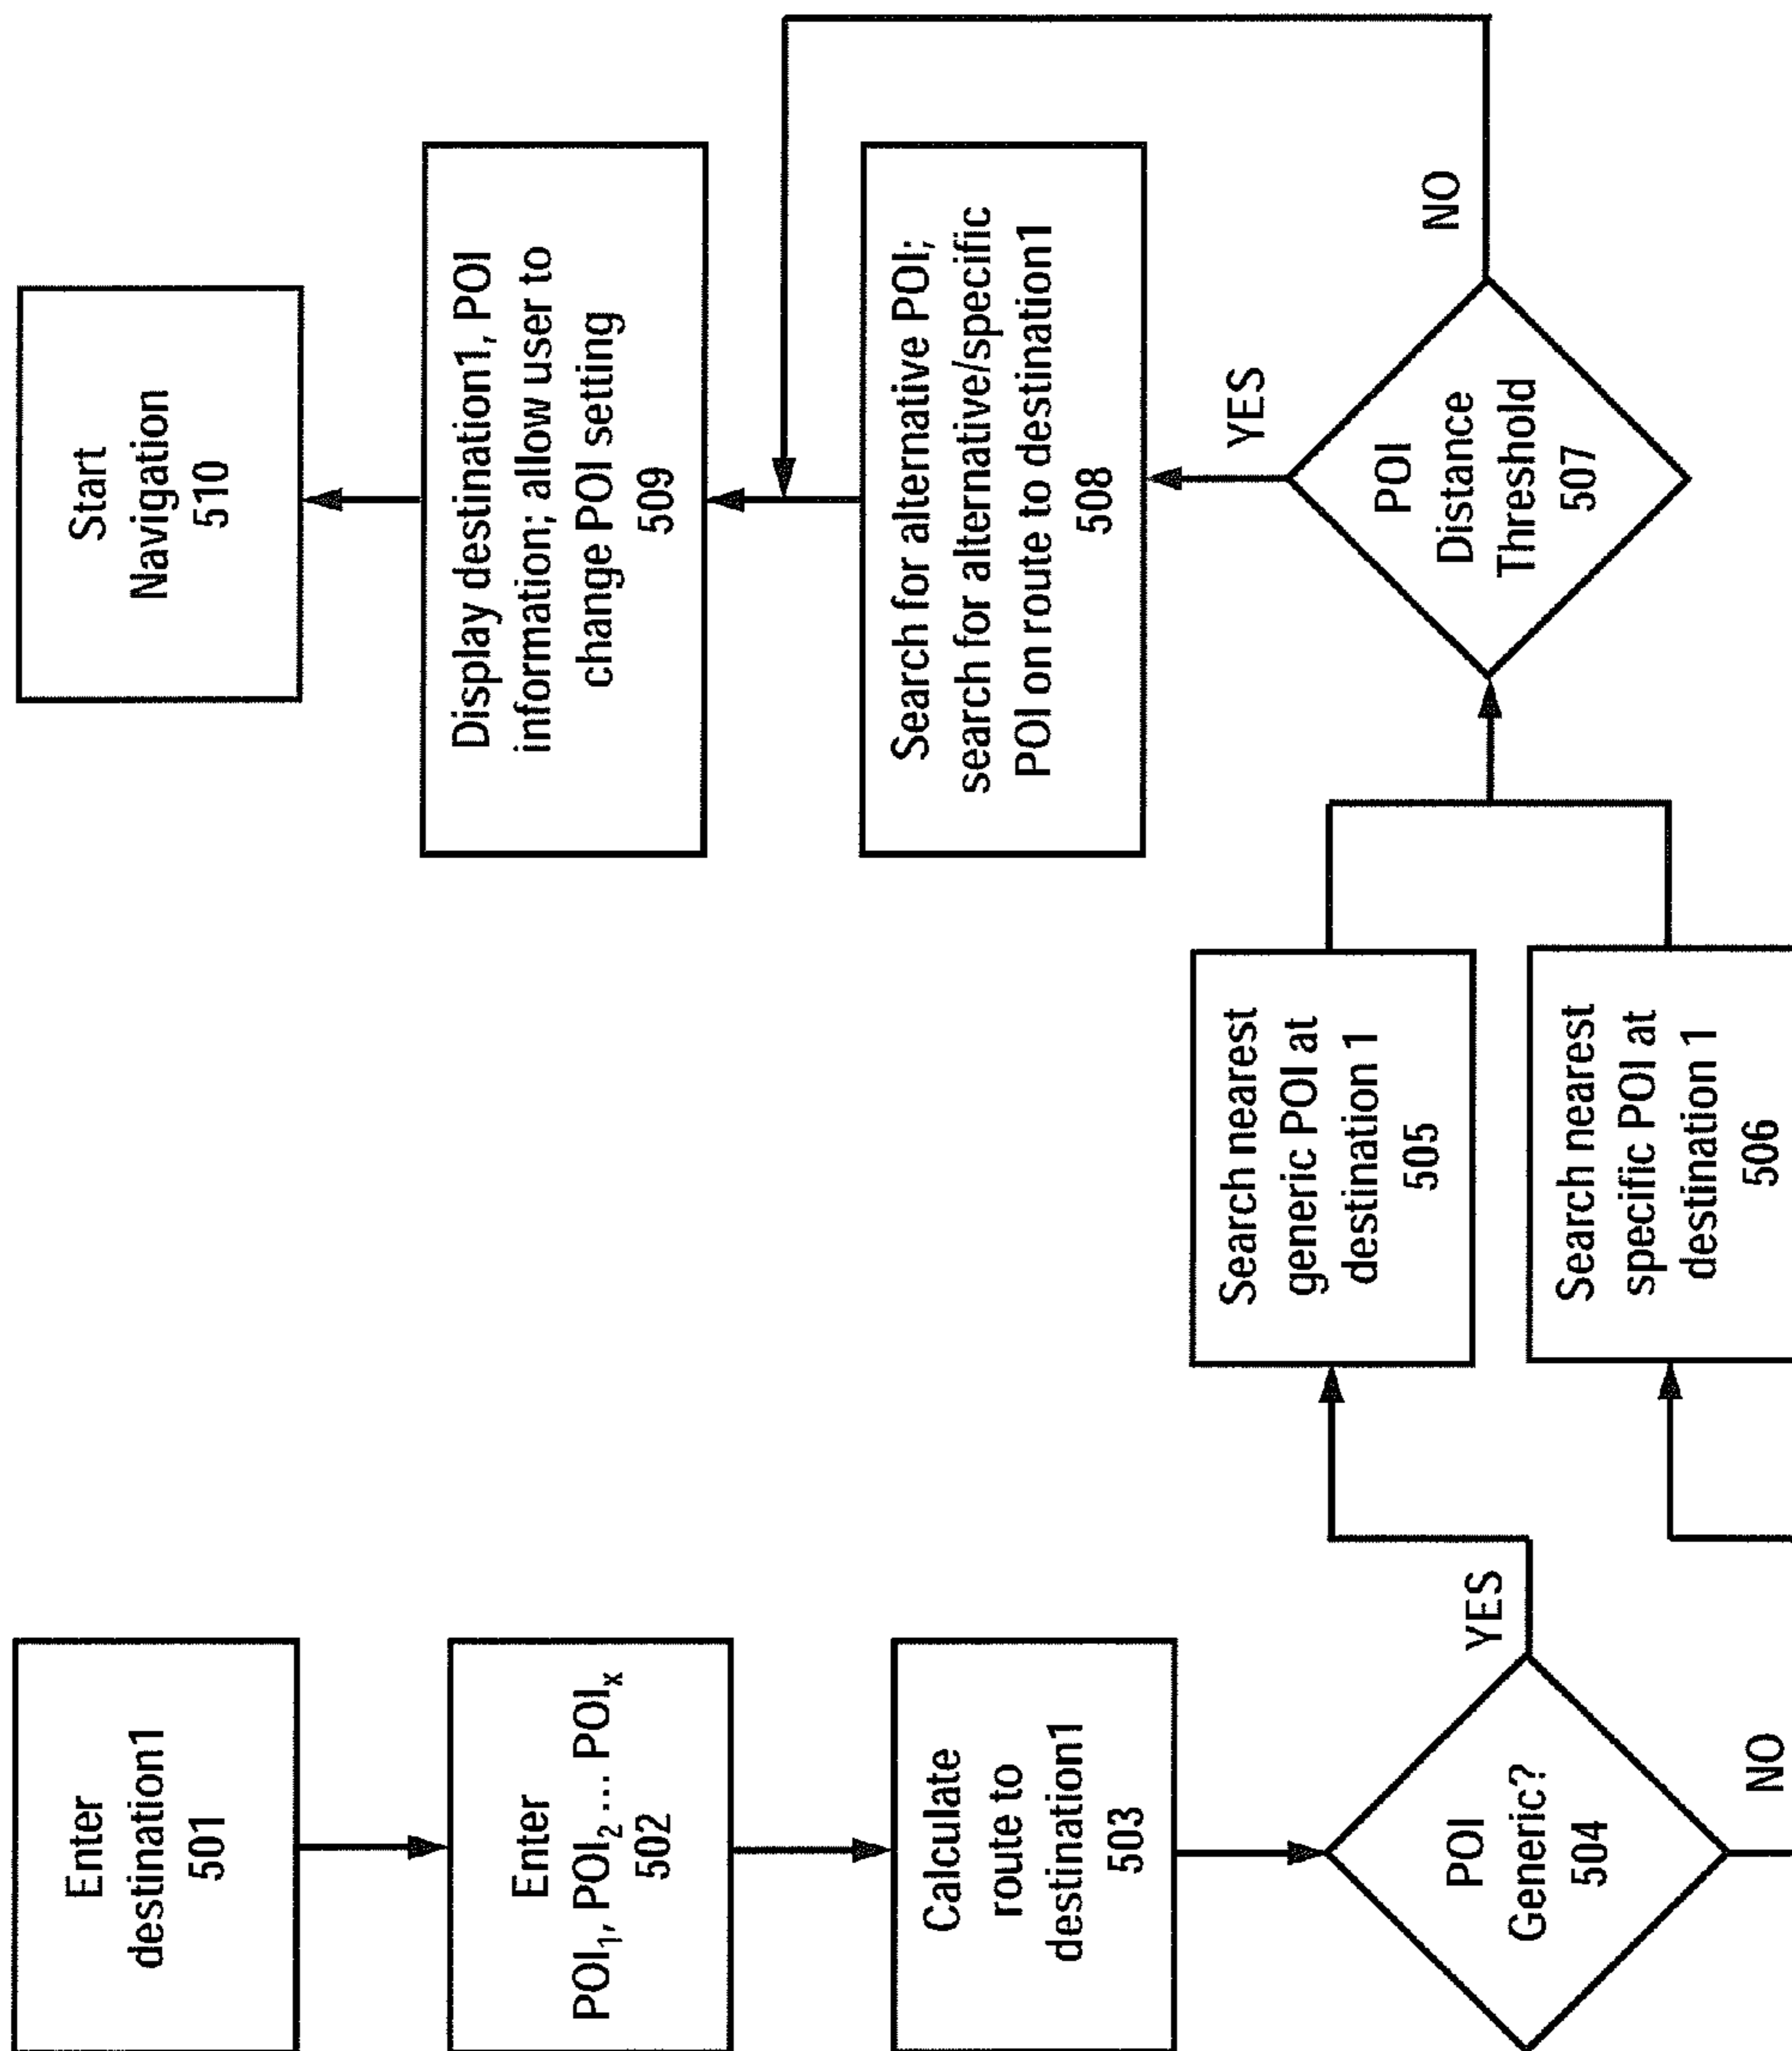 Enter
destination1
501
Enter
POI₁, POI₂ ... POIₓ
502
Calculate
route to
destination1
503
POI
Generic?
504
YES
NO
Search nearest
generic POI at
destination 1
505
Search nearest
specific POI at
destination 1
506
POI
Distance
Threshold
507
YES
NO
Search for alternative POI;
search for alternative/specific
POI on route to destination1
508
Display destination1, POI
information; allow user to
change POI setting
509
Start
Navigation
510